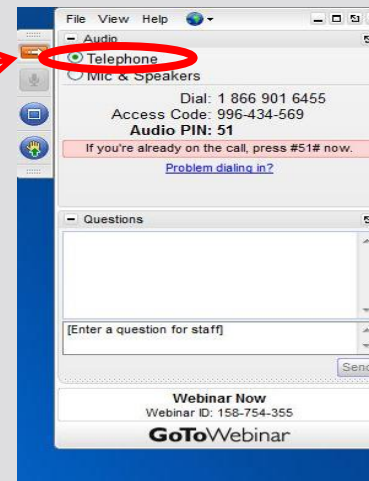 File View Help
Audio
Telephone
Mic & Speakers
Dial: 1 866 901 6455
Access Code: 996-434-569
Audio PIN: 51
If you're already on the call, press #51# now.
Problem dialing in?
Questions
[Enter a question for staff]
Send
Webinar Now
Webinar ID: 158-754-355
GoToWebinar